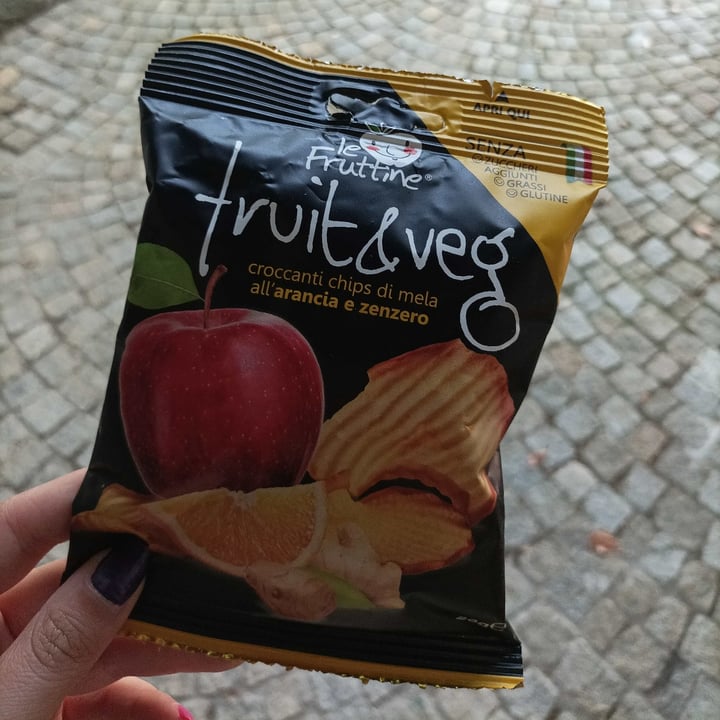 APRI QUI
le
Fruttine®
SENZA
ZUCCHERI
AGGIUNTI
GRASSI
GLUTINE
fruit&veg
croccanti chips di mela
all'arancia e zenzero